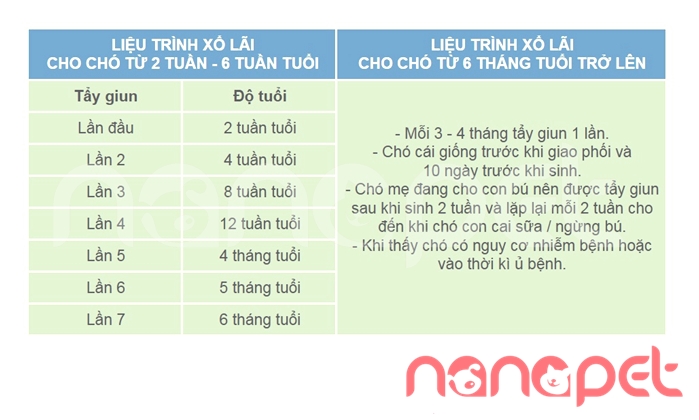 LIỆU TRÌNH XỔ LÃI
CHO CHÓ TỪ 2 TUẦN - 6 TUẦN TUỔI
LIỆU TRÌNH XỔ LÃI
CHO CHÓ TỪ 6 THÁNG TUỔI TRỞ LÊN
Tẩy giun Độ tuổi
Lần đầu 2 tuần tuổi
Lần 2 4 tuần tuổi
Lần 3 8 tuần tuổi
Lần 4 12 tuần tuổi
Lần 5 4 tháng tuổi
Lần 6 5 tháng tuổi
Lần 7 6 tháng tuổi
- Mỗi 3 - 4 tháng tẩy giun 1 lần.
- Chó cái giống trước khi giao phối và
10 ngày trước khi sinh.
- Chó mẹ đang cho con bú nên được tẩy giun
sau khi sinh 2 tuần và lặp lại mỗi 2 tuần cho
đến khi chó con cai sữa / ngừng bú.
- Khi thấy chó có nguy cơ nhiễm bệnh hoặc
vào thời kì ủ bệnh.
nanapet